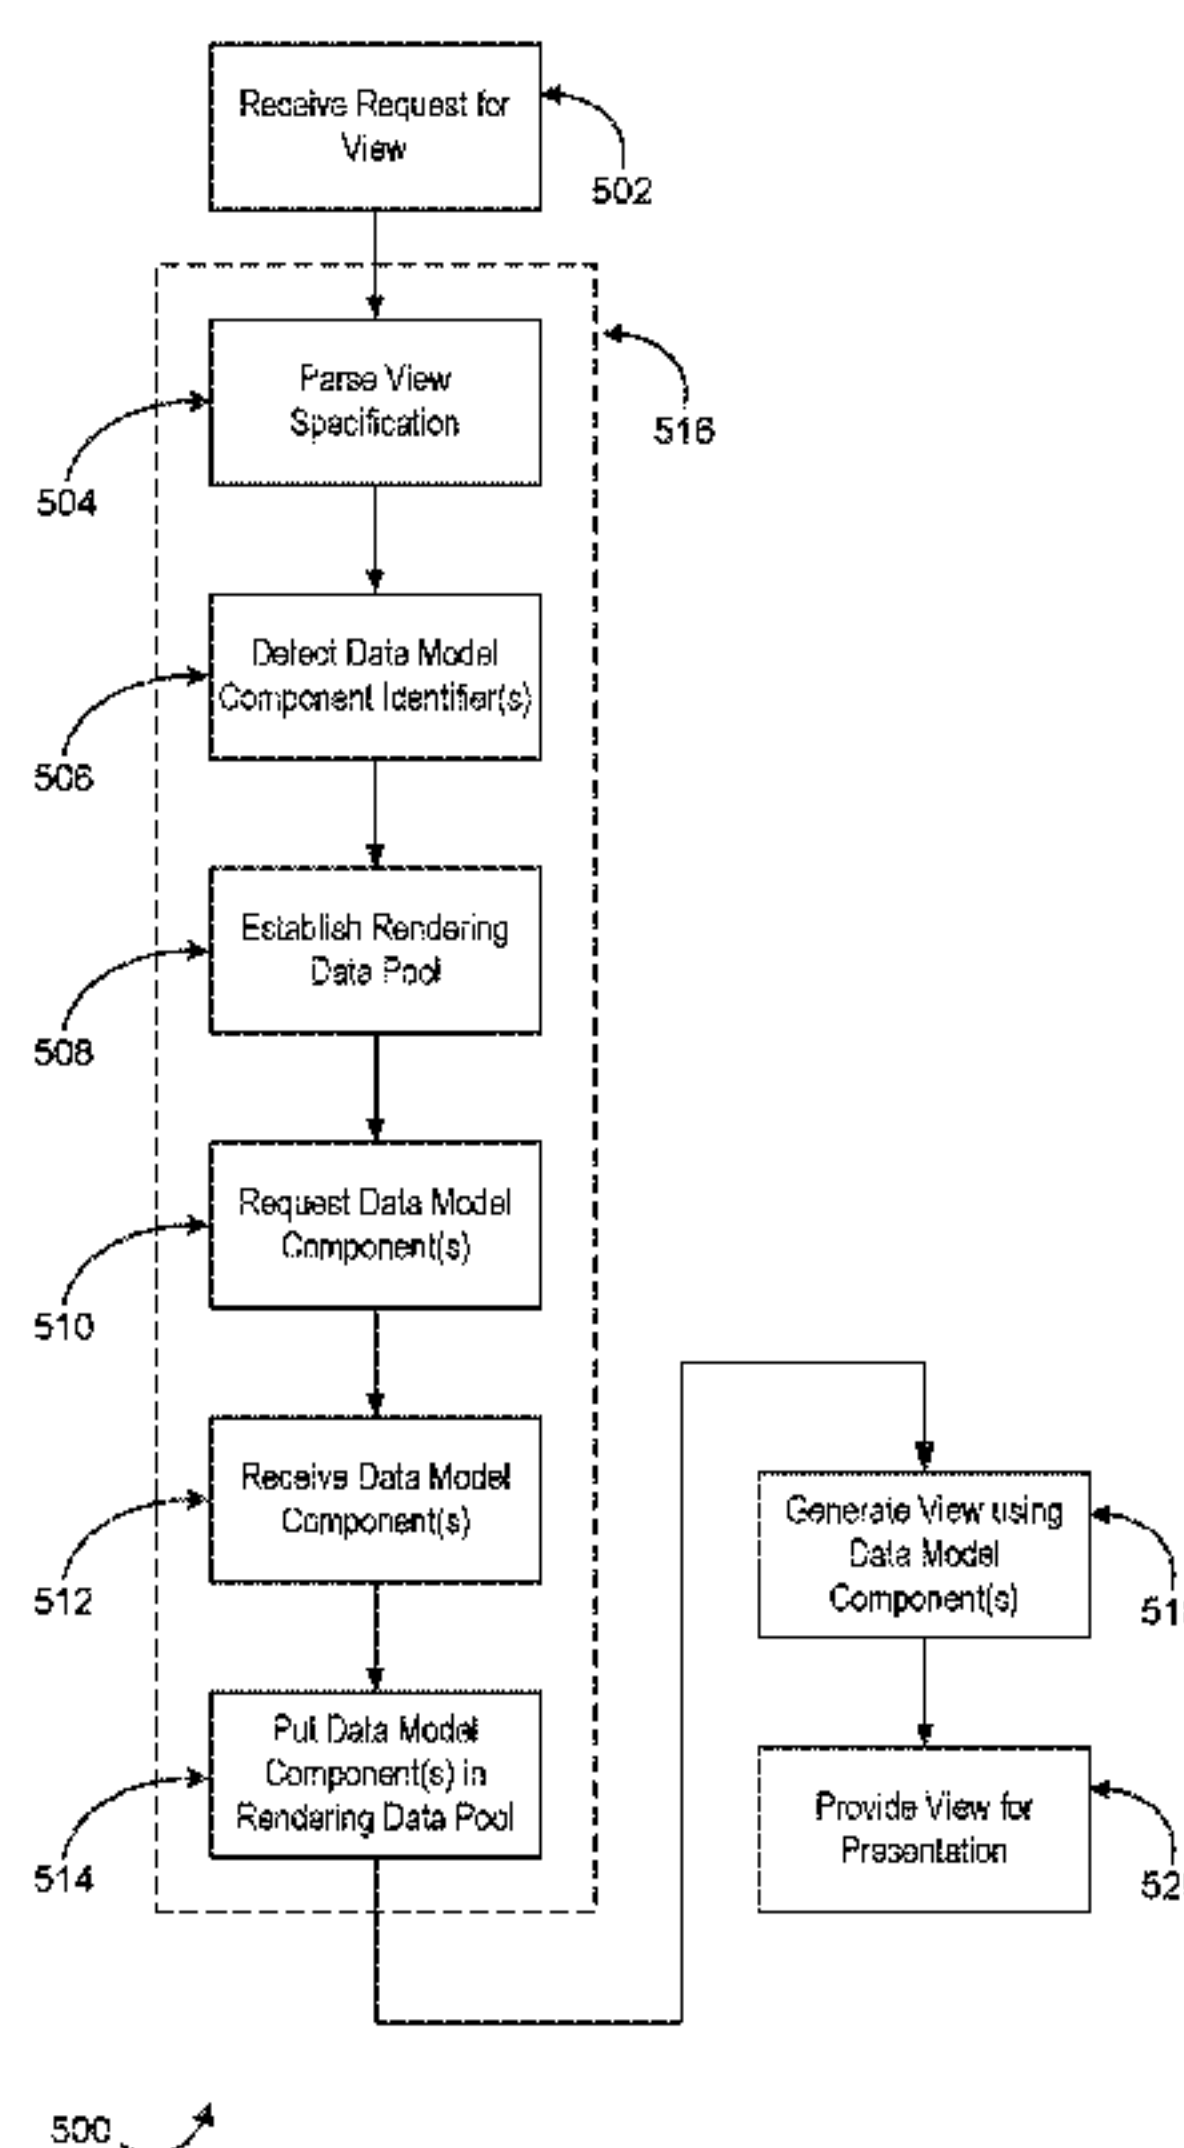 Receive Request for
View
502
516
Parse View
Specification
504
Detect Data Model
Component Identifier(s)
506
Establish Rendering
Data Pool
508
Request Data Model
Component(s)
510
Receive Data Model
Component(s)
512
Put Data Model
Component(s) in
Rendering Data Pool
514
Generate View using
Data Model
Component(s)
51
Provide View for
Presentation
52
500